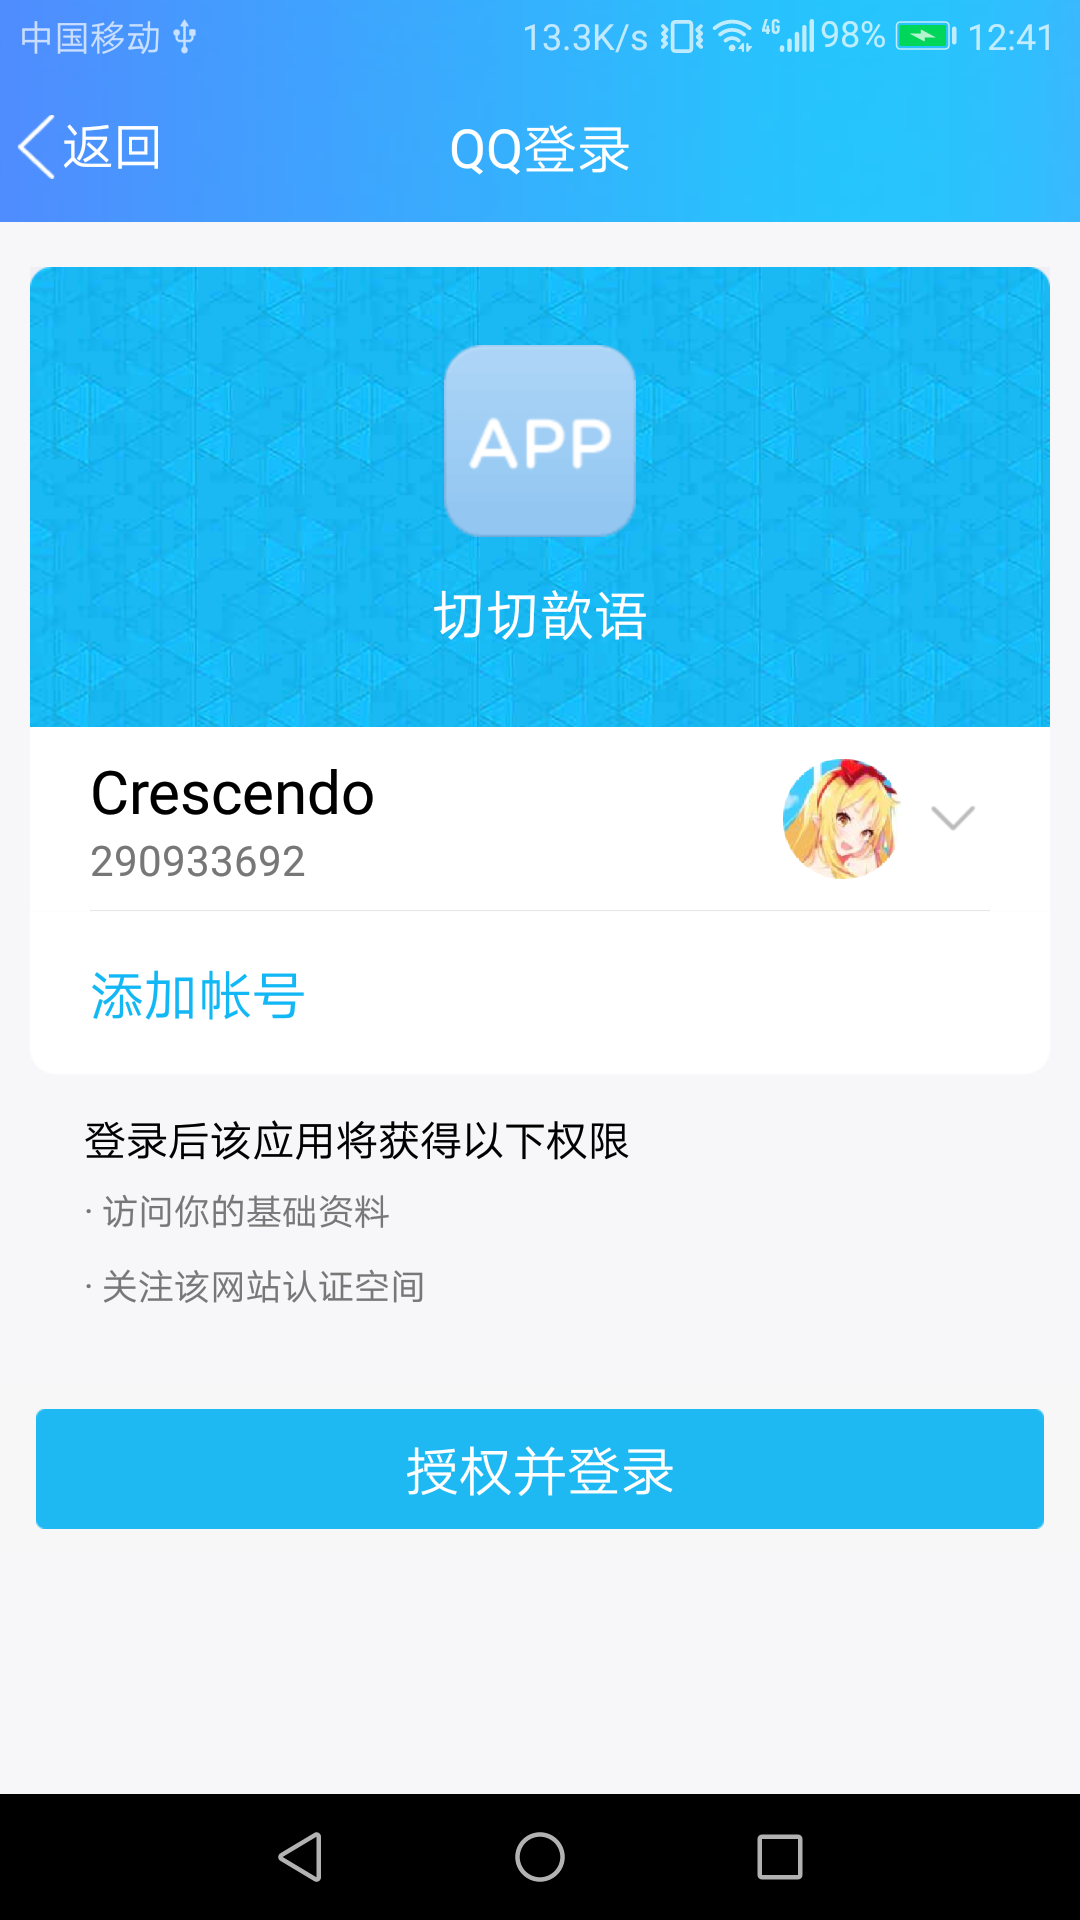 中国移动 13.3K/s 4G 98% 12:41
返回 QQ登录
APP
切切歆语
Crescendo
290933692
添加帐号
登录后该应用将获得以下权限
· 访问你的基础资料
· 关注该网站认证空间
授权并登录